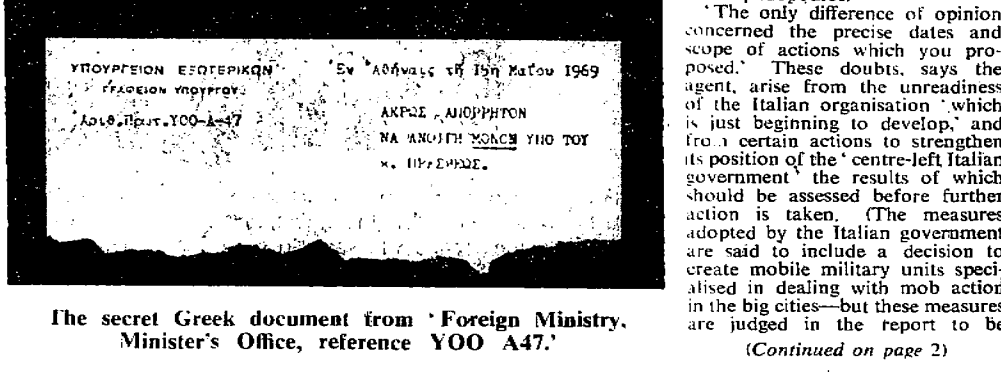 ΥΠΟΥΡΓΕΙΟΝ ΕΞΩΤΕΡΙΚΩΝ
ΓΡΑΦΕΙΟΝ ΥΠΟΥΡΓΟΥ
Αριθ.Πρωτ.ΥΟΟ-Α-47
Ἐν Ἀθήναις τῇ 15ῃ Μαΐου 1969
ΑΚΡΩΣ ΑΠΟΡΡΗΤΟΝ
ΝΑ ΑΝΟΙΓΗ ΜΟΝΟΝ ΥΠΟ ΤΟΥ
κ. ΠΡΕΣΒΕΩΣ.
The secret Greek document from 'Foreign Ministry.
Minister's Office, reference YOO A47.'
'The only difference of opinion
concerned the precise dates and
scope of actions which you pro-
posed.' These doubts, says the
agent, arise from the unreadiness
of the Italian organisation 'which
is just beginning to develop,' and
from certain actions to strengthen
its position of the 'centre-left Italian
government' the results of which
should be assessed before further
action is taken. (The measures
adopted by the Italian government
are said to include a decision to
create mobile military units speci-
alised in dealing with mob action
in the big cities—but these measures
are judged in the report to be
(Continued on page 2)